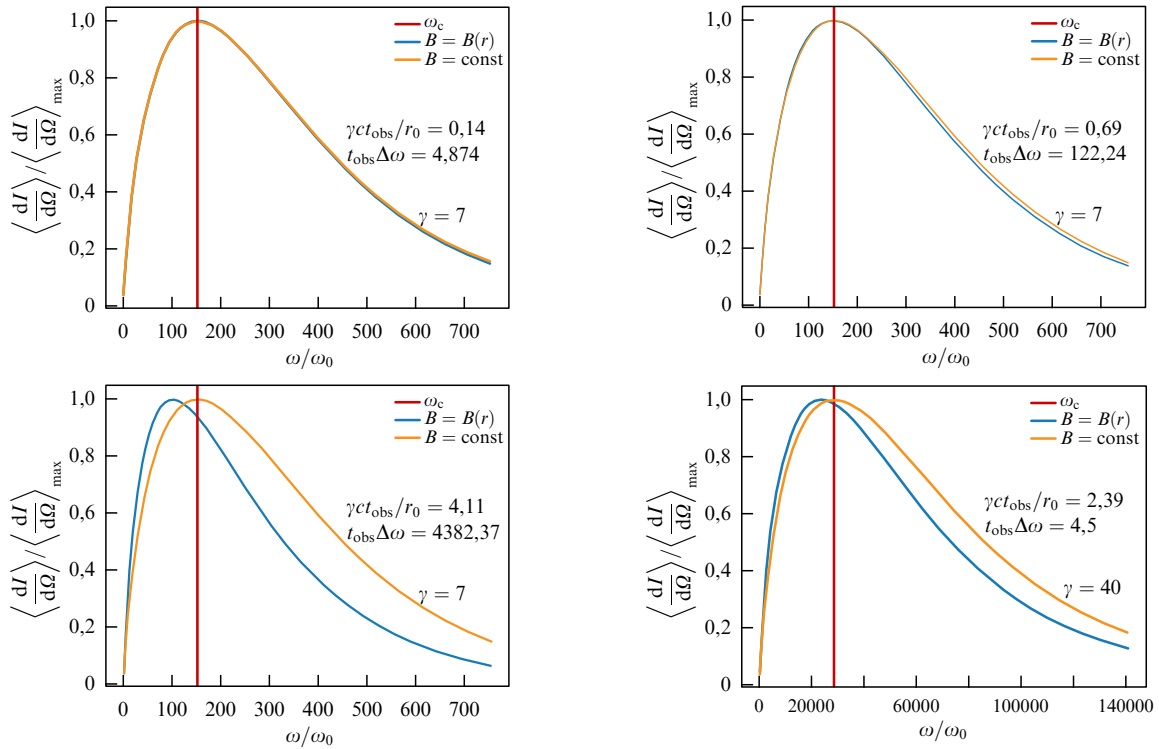 1,0
0,8
0,6
0,4
0,2
0
⟨dI/dΩ⟩/⟨dI/dΩ⟩max
ωc
B = B(r)
B = const
γctobs/r0 = 0,14
tobsΔω = 4,874
γ = 7
0 100 200 300 400 500 600 700
ω/ω0
1,0
0,8
0,6
0,4
0,2
0
⟨dI/dΩ⟩/⟨dI/dΩ⟩max
ωc
B = B(r)
B = const
γctobs/r0 = 0,69
tobsΔω = 122,24
γ = 7
0 100 200 300 400 500 600 700
ω/ω0
1,0
0,8
0,6
0,4
0,2
0
⟨dI/dΩ⟩/⟨dI/dΩ⟩max
ωc
B = B(r)
B = const
γctobs/r0 = 4,11
tobsΔω = 4382,37
γ = 7
0 100 200 300 400 500 600 700
ω/ω0
1,0
0,8
0,6
0,4
0,2
0
⟨dI/dΩ⟩/⟨dI/dΩ⟩max
ωc
B = B(r)
B = const
γctobs/r0 = 2,39
tobsΔω = 4,5
γ = 40
0 20000 60000 100000 140000
ω/ω0